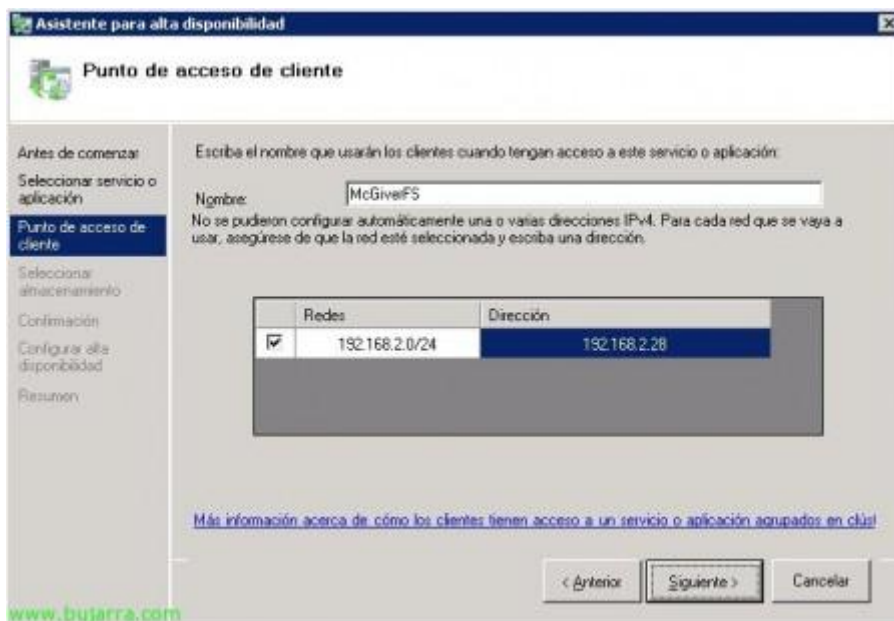 Asistente para alta disponibilidad
Punto de acceso de cliente
Antes de comenzar
Seleccionar servicio o
aplicación
Punto de acceso de
cliente
Seleccionar
almacenamiento
Confirmación
Configurar alta
disponibilidad
Resumen
Escriba el nombre que usarán los clientes cuando tengan acceso a este servicio o aplicación:
Nombre: McGiverFS
No se pudieron configurar automáticamente una o varias direcciones IPv4. Para cada red que se vaya a
usar, asegúrese de que la red esté seleccionada y escriba una dirección.
Redes Dirección
192.168.2.0/24 192.168.2.28
Más información acerca de cómo los clientes tienen acceso a un servicio o aplicación agrupados en clúst
< Anterior Siguiente > Cancelar
www.bujarra.com